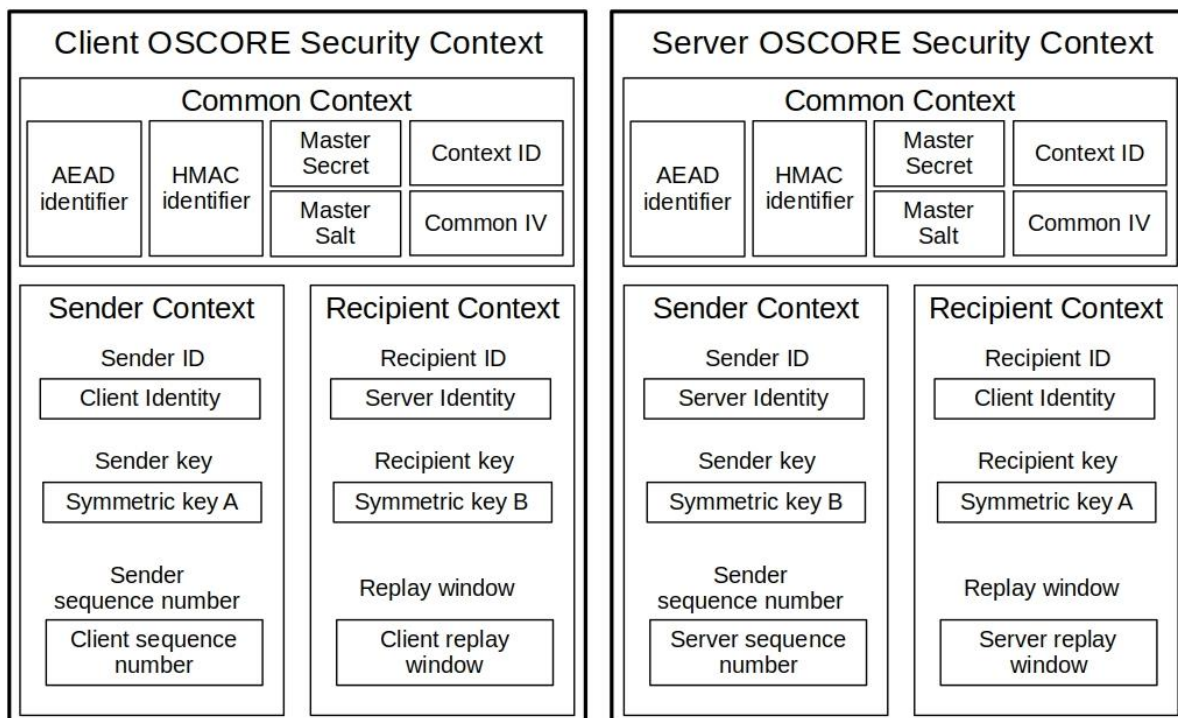 Client OSCORE Security Context
Common Context
AEAD
identifier
HMAC
identifier
Master
Secret
Context ID
Master
Salt
Common IV
Sender Context
Sender ID
Client Identity
Sender key
Symmetric key A
Sender
sequence number
Client sequence
number
Recipient Context
Recipient ID
Server Identity
Recipient key
Symmetric key B
Replay window
Client replay
window
Server OSCORE Security Context
Common Context
AEAD
identifier
HMAC
identifier
Master
Secret
Context ID
Master
Salt
Common IV
Sender Context
Sender ID
Server Identity
Sender key
Symmetric key B
Sender
sequence number
Server sequence
number
Recipient Context
Recipient ID
Client Identity
Recipient key
Symmetric key A
Replay window
Server replay
window